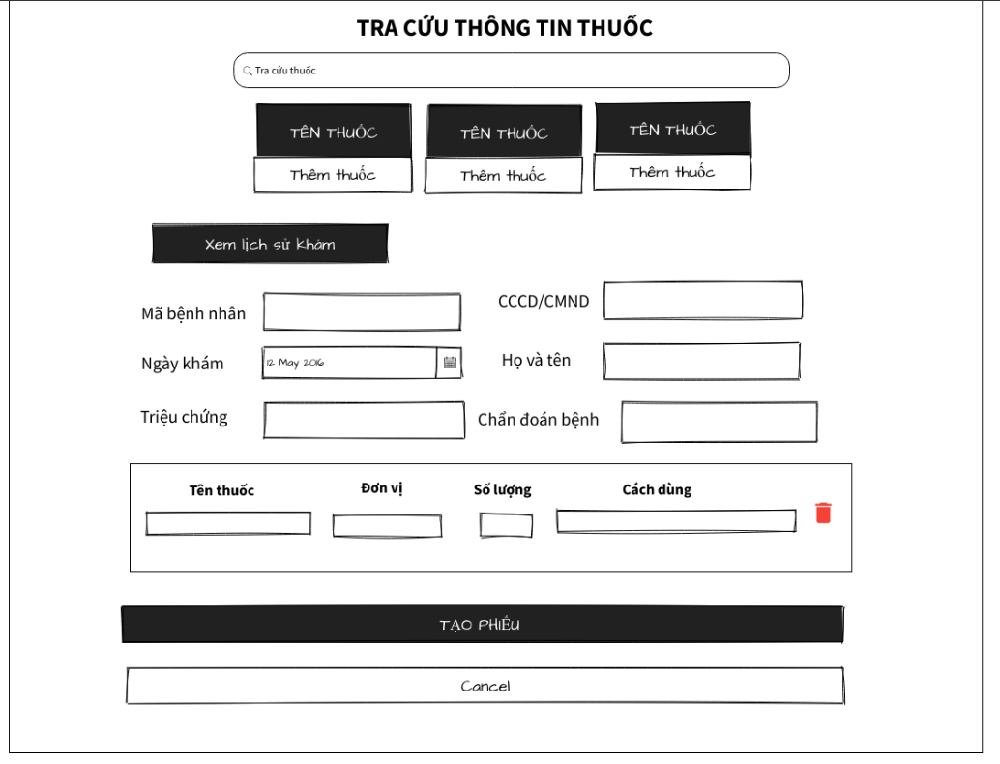 TRA CỨU THÔNG TIN THUỐC
Tra cứu thuốc
TÊN THUỐC TÊN THUỐC TÊN THUỐC
Thêm thuốc Thêm thuốc Thêm thuốc
Xem lịch sử khám
Mã bệnh nhân CCCD/CMND
Ngày khám 12 May 2016 Họ và tên
Triệu chứng Chẩn đoán bệnh
Tên thuốc Đơn vị Số lượng Cách dùng
TẠO PHIẾU
Cancel